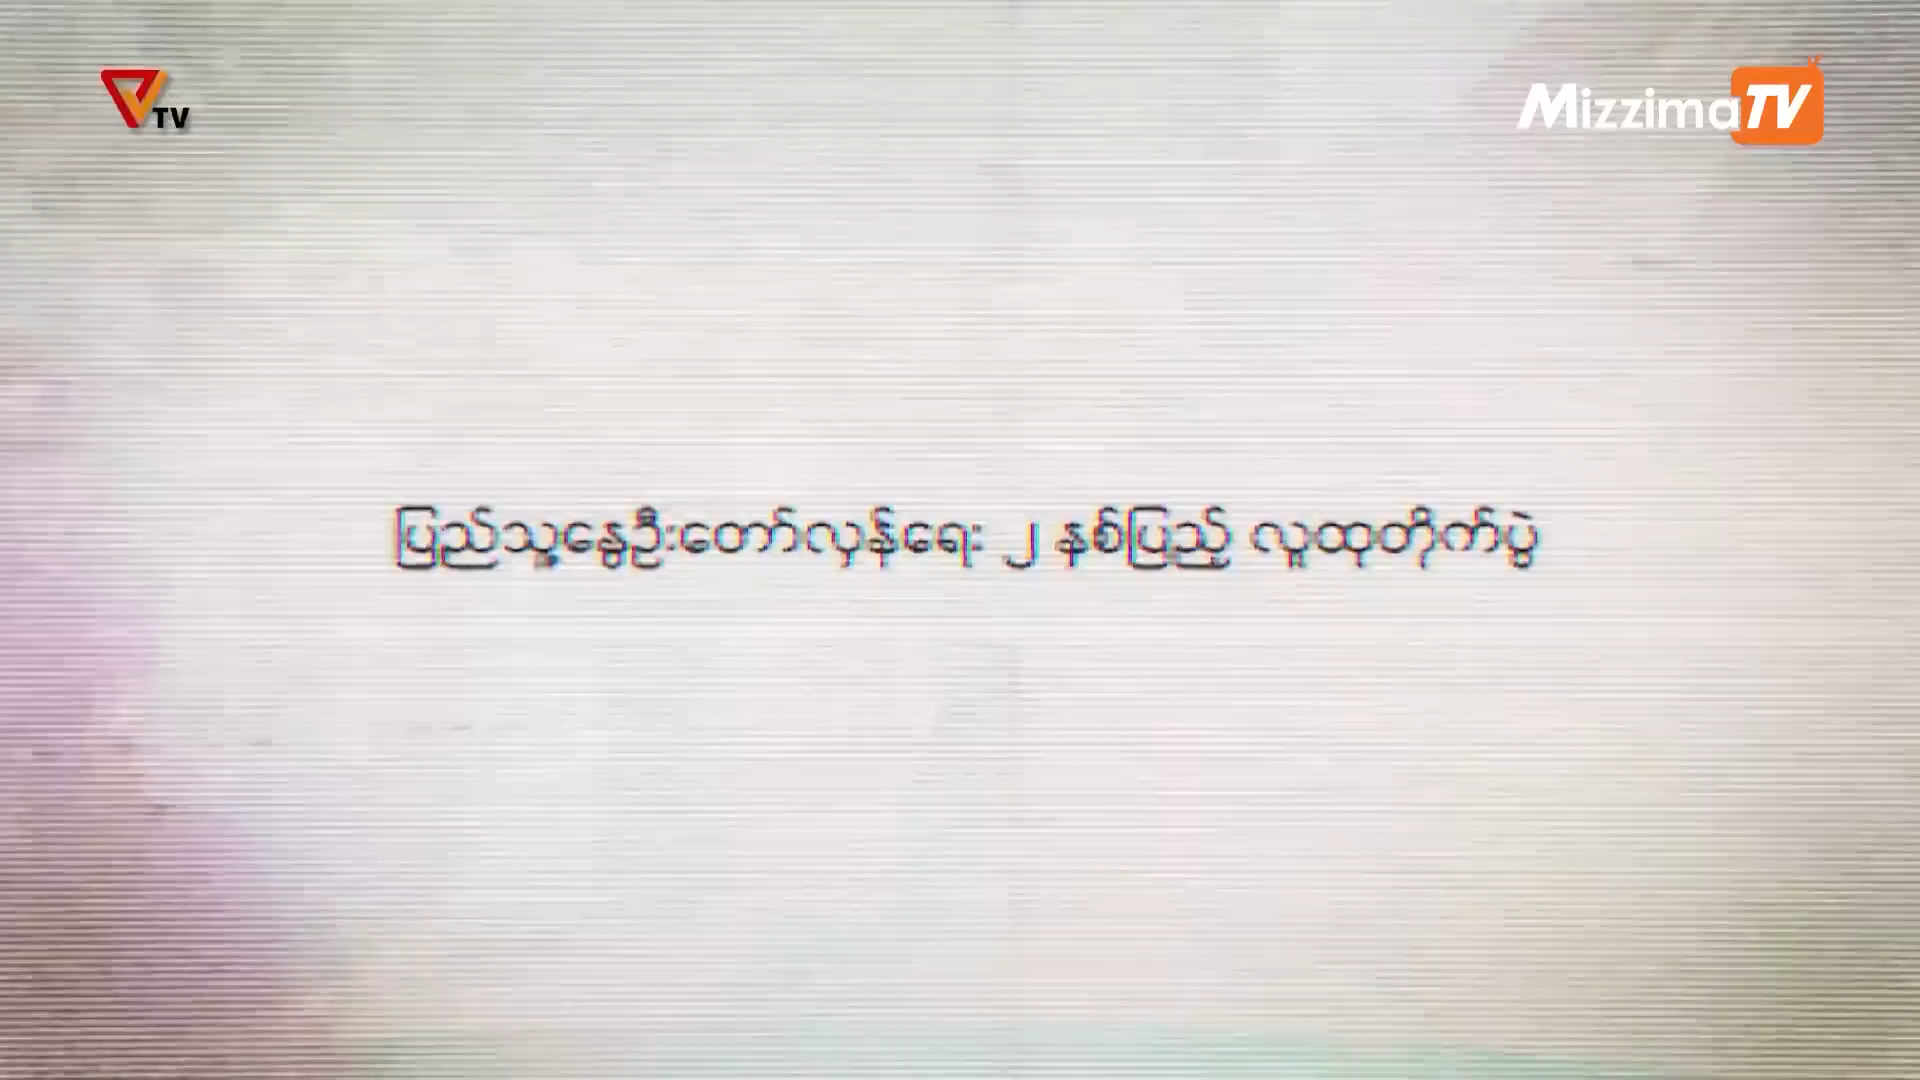 TV
MizzimaTV
ပြည်သူ့နွေဦးတော်လှန်ရေး ၂ နှစ်ပြည့် လူထုတိုက်ပွဲ